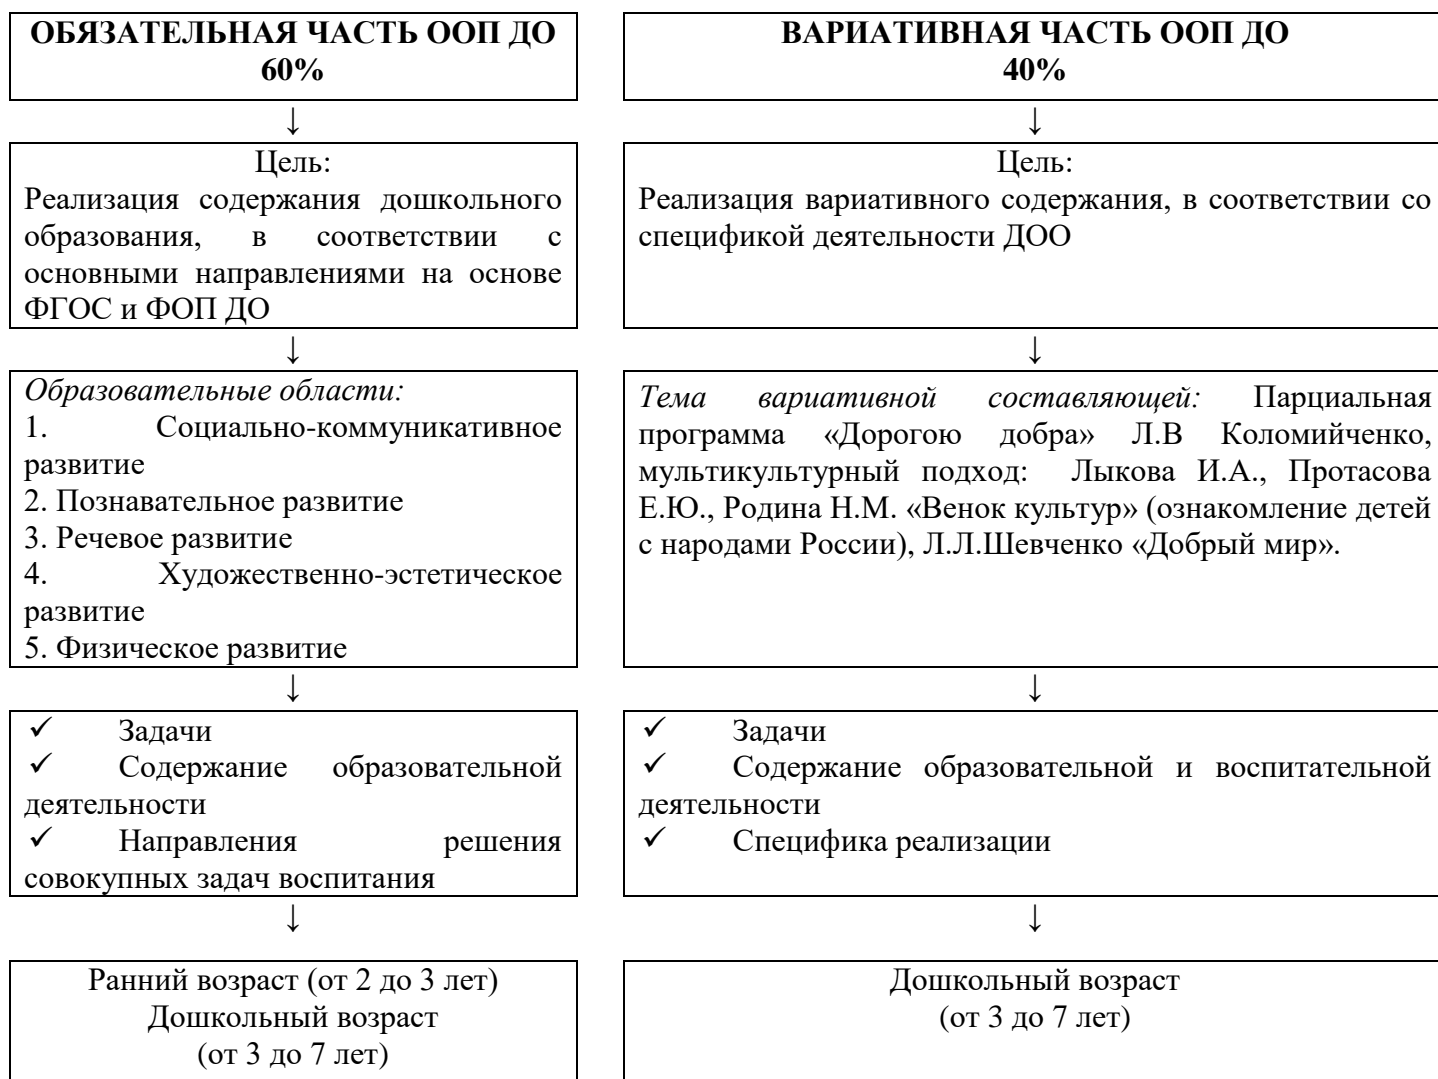 ОБЯЗАТЕЛЬНАЯ ЧАСТЬ ООП ДО
60%
↓
Цель:
Реализация содержания дошкольного
образования, в соответствии с
основными направлениями на основе
ФГОС и ФОП ДО
↓
Образовательные области:
1. Социально-коммуникативное
развитие
2. Познавательное развитие
3. Речевое развитие
4. Художественно-эстетическое
развитие
5. Физическое развитие
↓
✓ Задачи
✓ Содержание образовательной
деятельности
✓ Направления решения
совокупных задач воспитания
↓
Ранний возраст (от 2 до 3 лет)
Дошкольный возраст
(от 3 до 7 лет)
ВАРИАТИВНАЯ ЧАСТЬ ООП ДО
40%
↓
Цель:
Реализация вариативного содержания, в соответствии со
спецификой деятельности ДОО
↓
Тема вариативной составляющей: Парциальная
программа «Дорогою добра» Л.В Коломийченко,
мультикультурный подход: Лыкова И.А., Протасова
Е.Ю., Родина Н.М. «Венок культур» (ознакомление детей
с народами России), Л.Л.Шевченко «Добрый мир».
↓
✓ Задачи
✓ Содержание образовательной и воспитательной
деятельности
✓ Специфика реализации
↓
Дошкольный возраст
(от 3 до 7 лет)